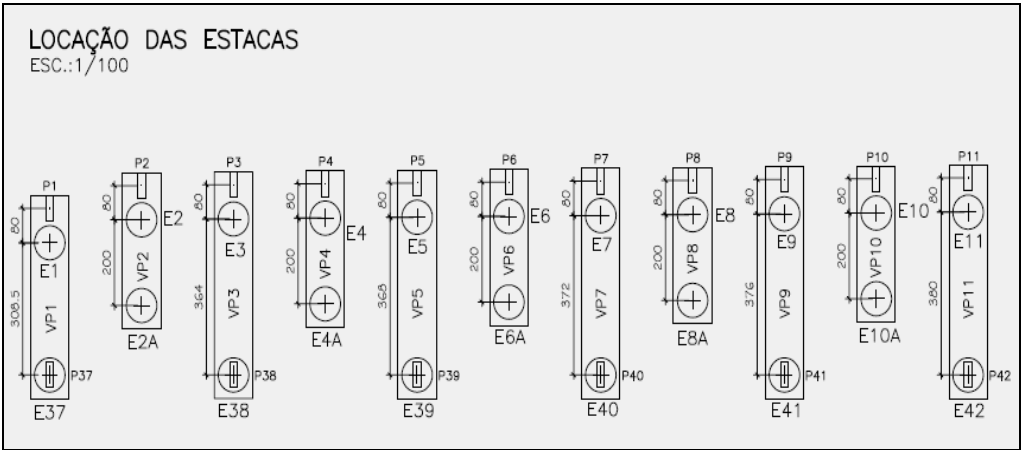 LOCAÇÃO DAS ESTACAS
ESC.:1/100
P1
80
E1
308.5
VP1
P37
E37
P2
80
E2
200
VP2
E2A
P3
80
E3
364
VP3
P38
E38
P4
80
E4
200
VP4
E4A
P5
80
E5
368
VP5
P39
E39
P6
80
E6
200
VP6
E6A
P7
80
E7
372
VP7
P40
E40
P8
80
E8
200
VP8
E8A
P9
80
E9
376
VP9
P41
E41
P10
80
E10
200
VP10
E10A
P11
80
E11
380
VP11
P42
E42